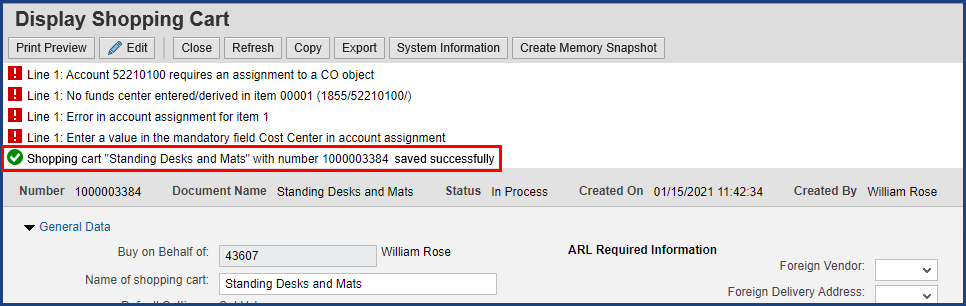 Display Shopping Cart
Print Preview Edit Close Refresh Copy Export System Information Create Memory Snapshot
Line 1: Account 52210100 requires an assignment to a CO object
Line 1: No funds center entered/derived in item 00001 (1855/52210100/)
Line 1: Error in account assignment for item 1
Line 1: Enter a value in the mandatory field Cost Center in account assignment
Shopping cart "Standing Desks and Mats" with number 1000003384 saved successfully
Number 1000003384 Document Name Standing Desks and Mats Status In Process Created On 01/15/2021 11:42:34 Created By William Rose
General Data
Buy on Behalf of: 43607 William Rose ARL Required Information
Foreign Vendor:
Name of shopping cart: Standing Desks and Mats
Foreign Delivery Address: